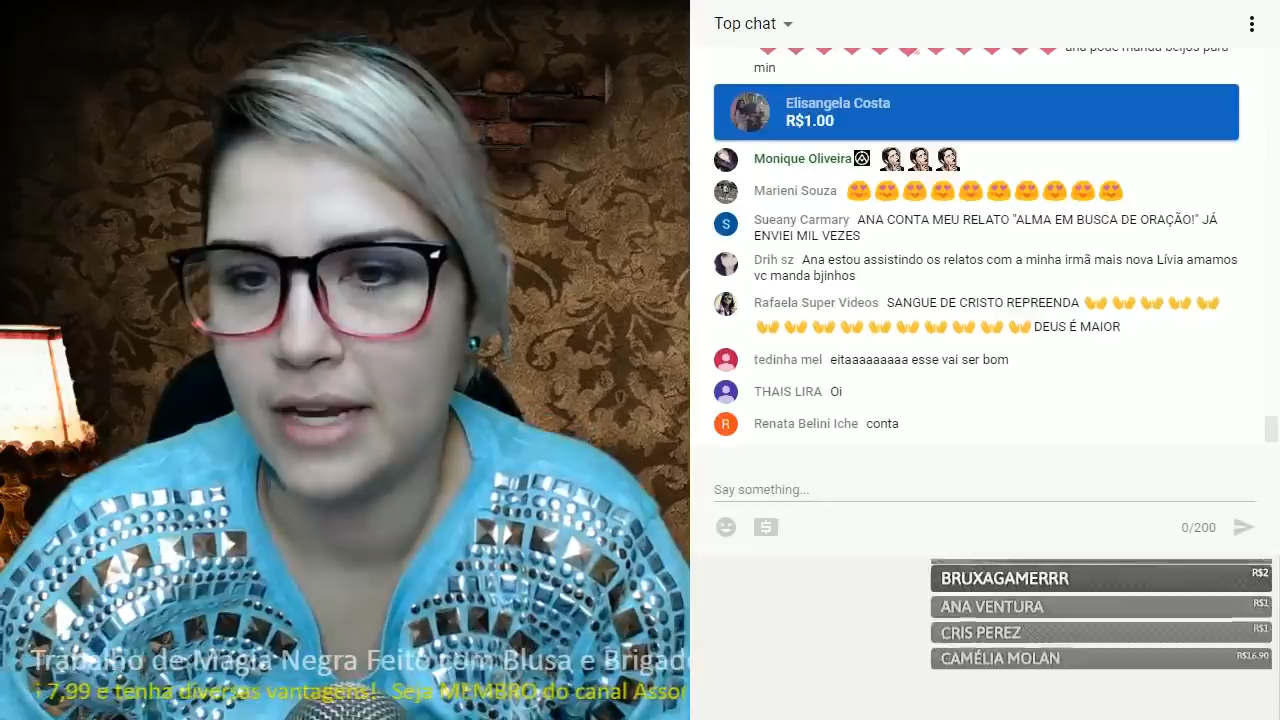 Top chat
ana pode manda beijos para
min
Elisangela Costa
R$1.00
Monique Oliveira
Marieni Souza
Sueany Carmary ANA CONTA MEU RELATO "ALMA EM BUSCA DE ORAÇÃO!" JÁ
ENVIEI MIL VEZES
Drih sz Ana estou assistindo os relatos com a minha irmã mais nova Lívia amamos
vc manda bjinhos
Rafaela Super Videos SANGUE DE CRISTO REPREENDA
DEUS É MAIOR
tedinha mel eitaaaaaaaaa esse vai ser bom
THAIS LIRA Oi
S
R
Renata Belini Iche conta
Say something...
0/200
BRUXAGAMERRR R$2
ANA VENTURA R$1
CRIS PEREZ R$1
CAMÉLIA MOLAN R$16.90
Trabalho de Magia Negra Feito com Blusa e Brigad
7,99 e tenha diversas vantagens! Seja MEMBRO do canal Assor